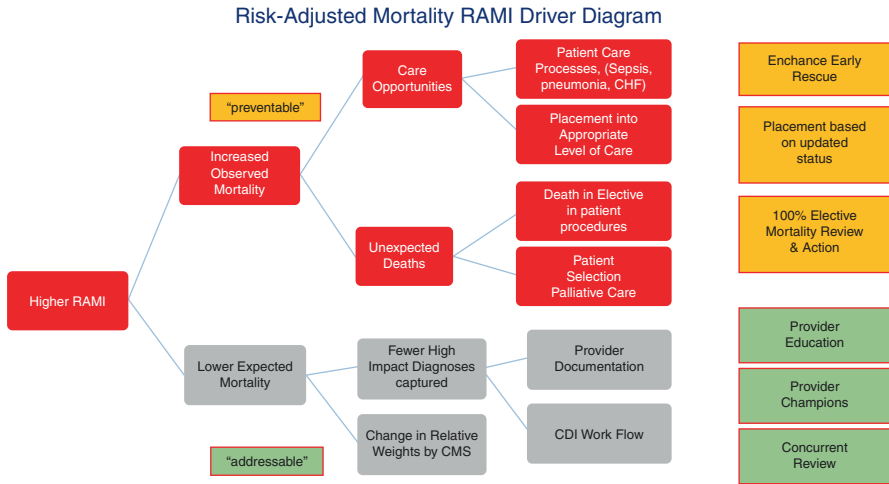 Risk-Adjusted Mortality RAMI Driver Diagram
Care
Opportunities
Patient Care
Processes, (Sepsis,
pneumonia, CHF)
Enchance Early
Rescue
“preventable”
Placement into
Appropriate
Level of Care
Placement based
on updated
status
Increased
Observed
Mortality
Death in Elective
in patient
procedures
100% Elective
Mortality Review
& Action
Unexpected
Deaths
Patient
Selection
Palliative Care
Higher RAMI
Lower Expected
Mortality
Fewer High
Impact Diagnoses
captured
Provider
Documentation
Provider
Education
Change in Relative
Weights by CMS
CDI Work Flow
Provider
Champions
“addressable”
Concurrent
Review